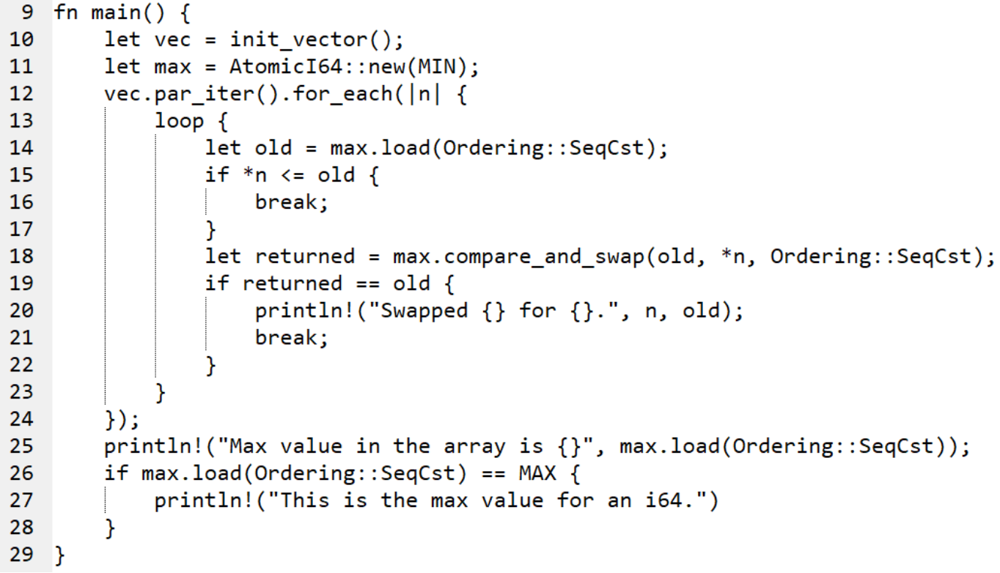 9 fn main() {
10     let vec = init_vector();
11     let max = AtomicI64::new(MIN);
12     vec.par_iter().for_each(|n| {
13         loop {
14             let old = max.load(Ordering::SeqCst);
15             if *n <= old {
16                 break;
17             }
18             let returned = max.compare_and_swap(old, *n, Ordering::SeqCst);
19             if returned == old {
20                 println!("Swapped {} for {}.", n, old);
21                 break;
22             }
23         }
24     });
25     println!("Max value in the array is {}", max.load(Ordering::SeqCst));
26     if max.load(Ordering::SeqCst) == MAX {
27         println!("This is the max value for an i64.")
28     }
29 }